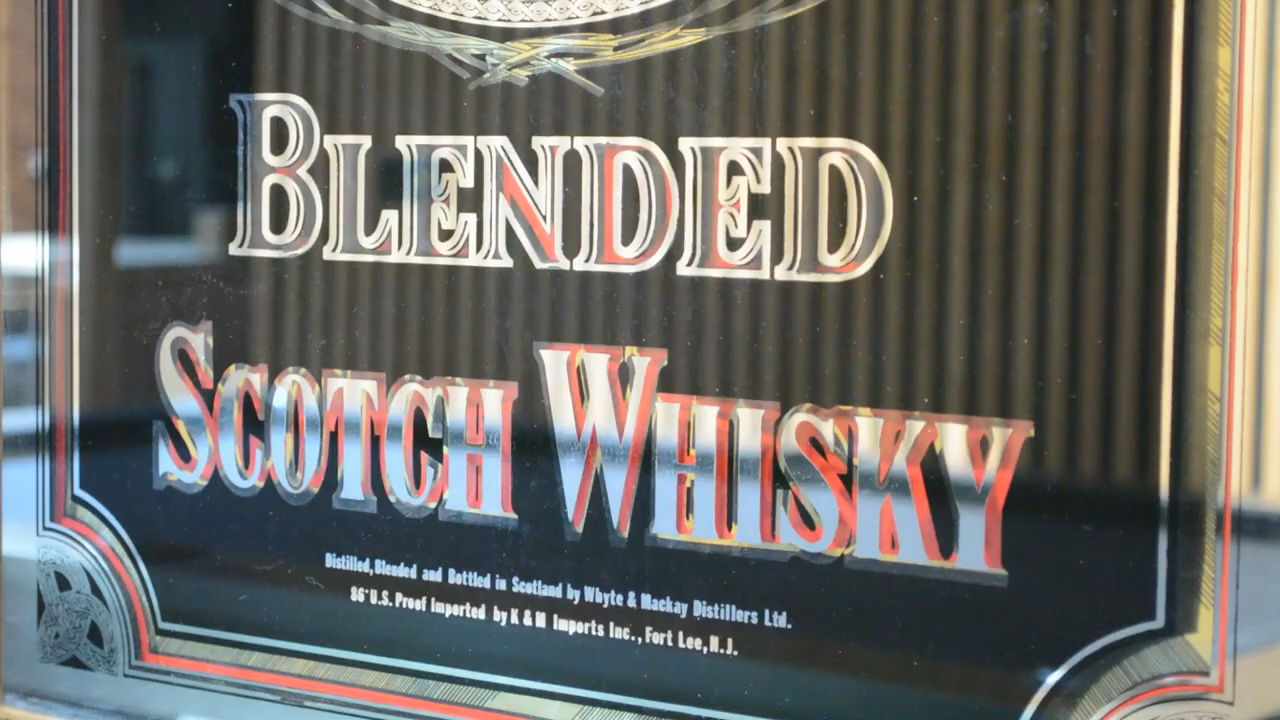 BLENDED
SCOTCH WHISKY
Distilled, Blended and Bottled in Scotland by Whyte & Mackay Distillers Ltd.
86° U.S. Proof Imported by K & M Imports Inc., Fort Lee, N.J.